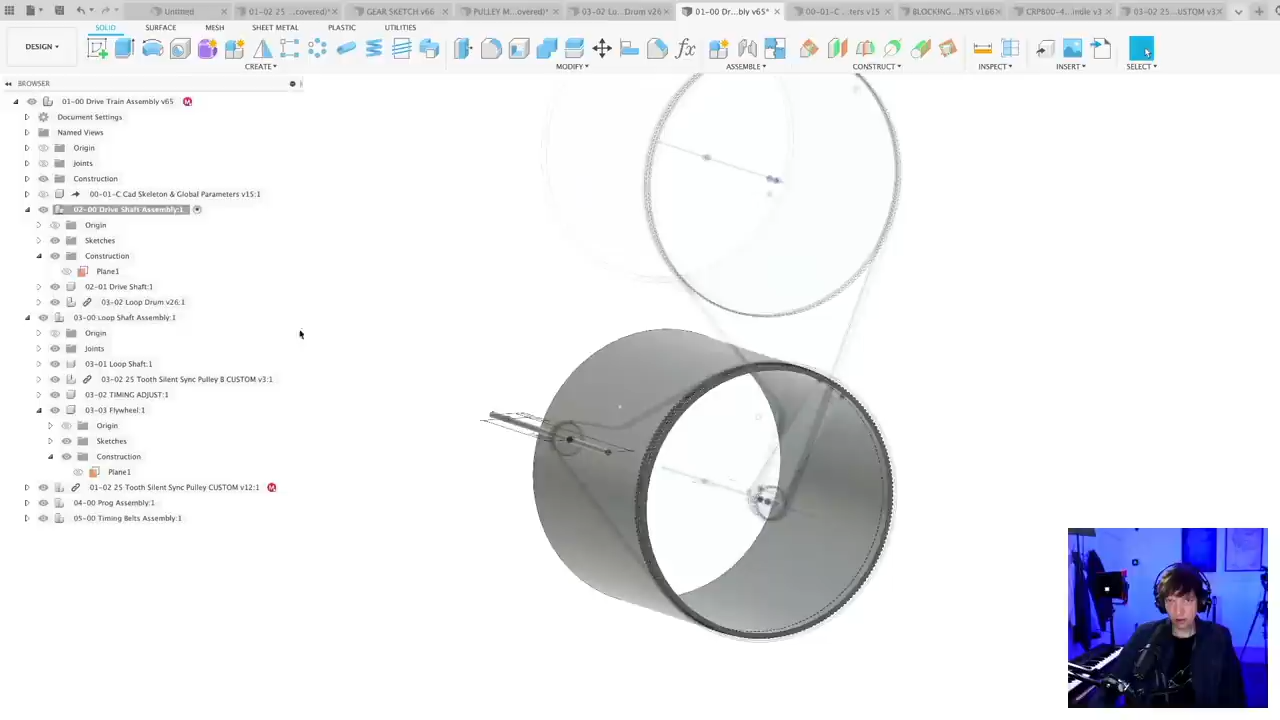 Untitled
01-02 25 ...covered)*
GEAR SKETCH v66
PULLEY M...overed)*
03-02 Lo... Drum v26
01-00 Dr...bly v65*
00-01-C ...ters v15
BLOCKING...NTS v166
03-02 25...USTOM v3
DESIGN
SOLID
SURFACE
MESH
SHEET METAL
PLASTIC
UTILITIES
CREATE
MODIFY
ASSEMBLE
CONSTRUCT
INSPECT
INSERT
SELECT
BROWSER
01-00 Drive Train Assembly v65
Document Settings
Named Views
Origin
Joints
Construction
00-01-C Cad Skeleton & Global Parameters v15:1
02-00 Drive Shaft Assembly:1
Origin
Sketches
Construction
Plane1
02-01 Drive Shaft:1
03-02 Loop Drum v26:1
03-00 Loop Shaft Assembly:1
Origin
Joints
03-01 Loop Shaft:1
03-02 25 Tooth Silent Sync Pulley B CUSTOM v3:1
03-02 TIMING ADJUST:1
03-03 Flywheel:1
Origin
Sketches
Construction
Plane1
01-02 25 Tooth Silent Sync Pulley CUSTOM v12:1
04-00 Prog Assembly:1
05-00 Timing Belts Assembly:1